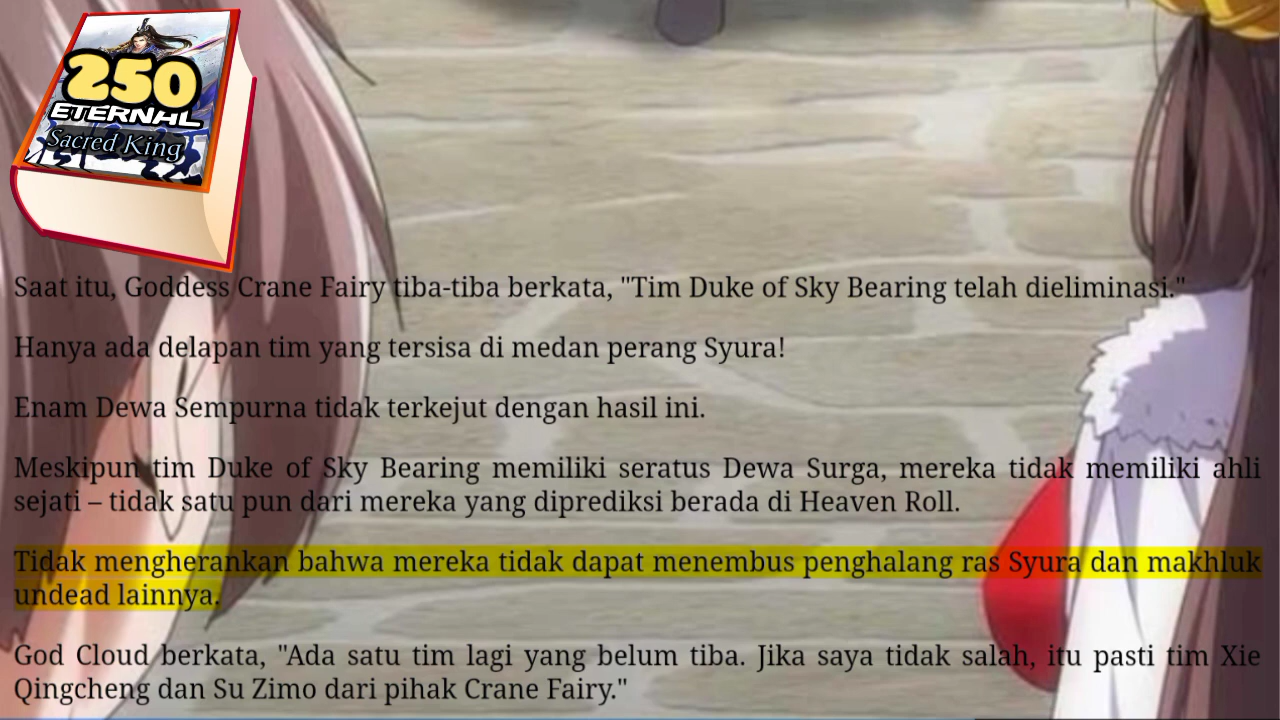 250
ETERNAL
Sacred King
Saat itu, Goddess Crane Fairy tiba-tiba berkata, "Tim Duke of Sky Bearing telah dieliminasi."
Hanya ada delapan tim yang tersisa di medan perang Syura!
Enam Dewa Sempurna tidak terkejut dengan hasil ini.
Meskipun tim Duke of Sky Bearing memiliki seratus Dewa Surga, mereka tidak memiliki ahli
sejati – tidak satu pun dari mereka yang diprediksi berada di Heaven Roll.
Tidak mengherankan bahwa mereka tidak dapat menembus penghalang ras Syura dan makhluk
undead lainnya.
God Cloud berkata, "Ada satu tim lagi yang belum tiba. Jika saya tidak salah, itu pasti tim Xie
Qingcheng dan Su Zimo dari pihak Crane Fairy."